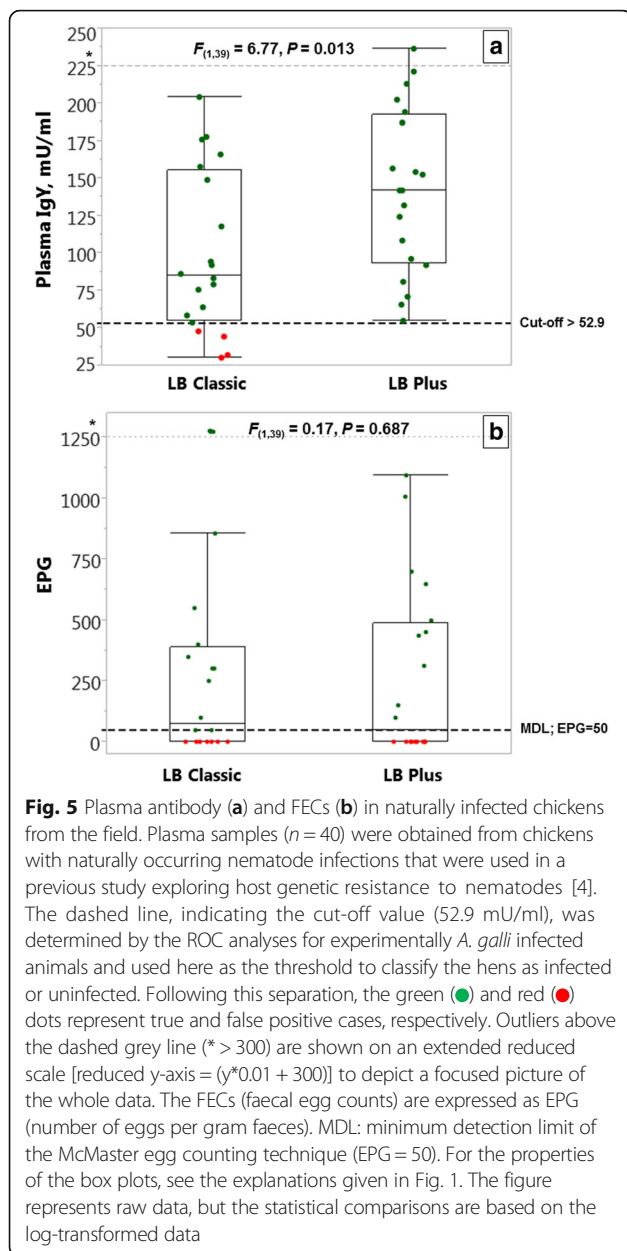 250
*
F(1,39) = 6.77, P = 0.013
a
225
200
175
150
125
100
75
50
25
Plasma IgY, mU/ml
Cut-off > 52.9
LB Classic
LB Plus
*
1250
F(1,39) = 0.17, P = 0.687
b
1000
750
500
250
0
EPG
MDL; EPG=50
LB Classic
LB Plus
Fig. 5 Plasma antibody (a) and FECs (b) in naturally infected chickens
from the field. Plasma samples (n = 40) were obtained from chickens
with naturally occurring nematode infections that were used in a
previous study exploring host genetic resistance to nematodes [4].
The dashed line, indicating the cut-off value (52.9 mU/ml), was
determined by the ROC analyses for experimentally A. galli infected
animals and used here as the threshold to classify the hens as infected
or uninfected. Following this separation, the green (●) and red (●)
dots represent true and false positive cases, respectively. Outliers above
the dashed grey line (* > 300) are shown on an extended reduced
scale [reduced y-axis = (y*0.01 + 300)] to depict a focused picture of
the whole data. The FECs (faecal egg counts) are expressed as EPG
(number of eggs per gram faeces). MDL: minimum detection limit of
the McMaster egg counting technique (EPG = 50). For the properties
of the box plots, see the explanations given in Fig. 1. The figure
represents raw data, but the statistical comparisons are based on the
log-transformed data